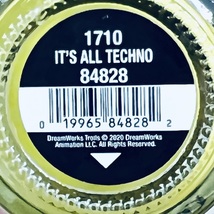 1710
IT'S ALL TECHNO
84828
0 19965 84828 2
DreamWorks Trolls © 2020 DreamWorks
Animation LLC. All Rights Reserved.